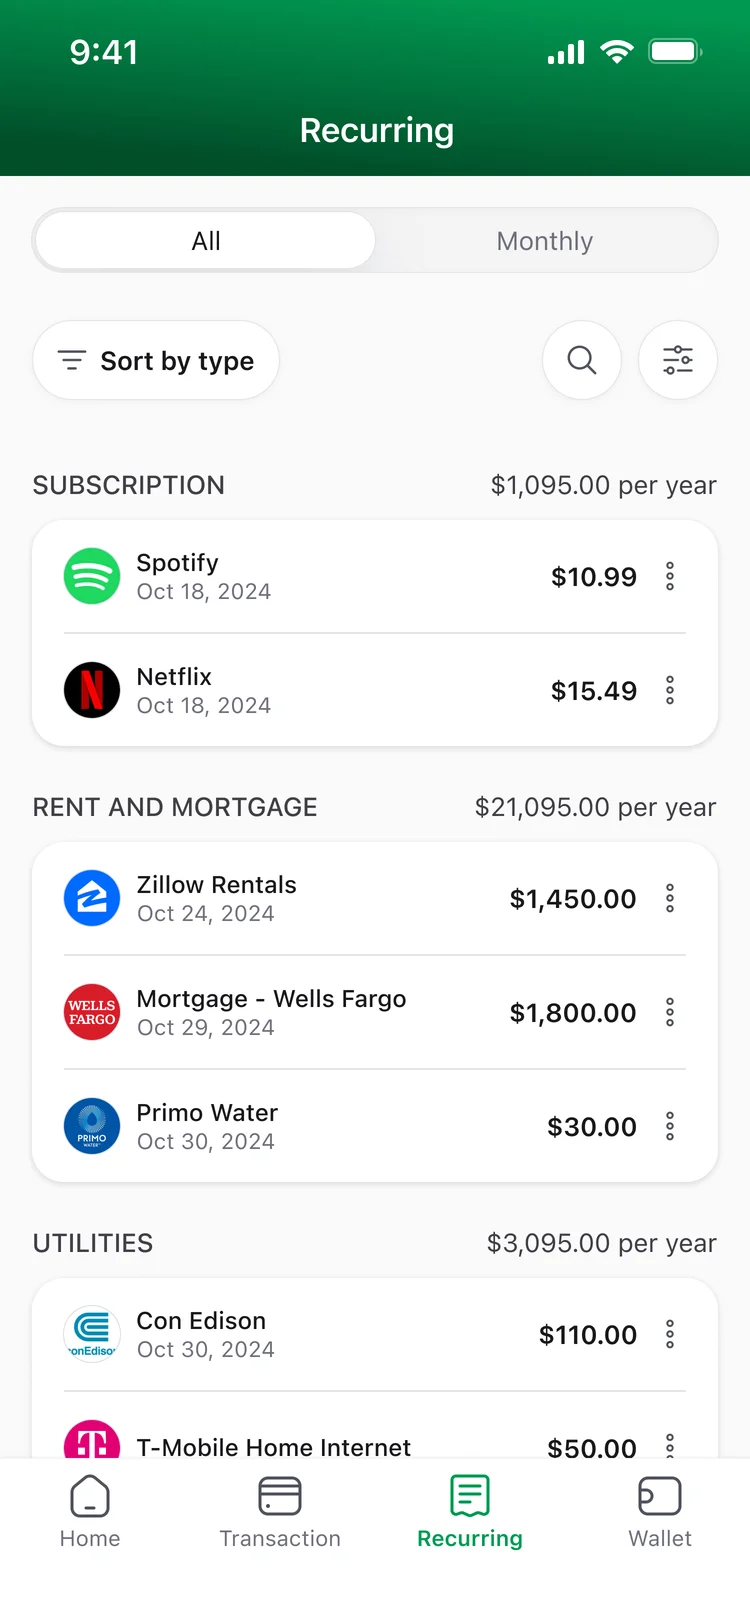 9:41
Recurring
All
Monthly
Sort by type
SUBSCRIPTION
$1,095.00 per year
Spotify
$10.99
Oct 18, 2024
Netflix
$15.49
Oct 18, 2024
RENT AND MORTGAGE
$21,095.00 per year
Zillow Rentals
$1,450.00
Oct 24, 2024
WELLS
FARGO
Mortgage - Wells Fargo
$1,800.00
Oct 29, 2024
PRIMO
WATER
Primo Water
$30.00
Oct 30, 2024
UTILITIES
$3,095.00 per year
onEdiso
Con Edison
$110.00
Oct 30, 2024
T
T-Mobile Home Internet
$50.00
Home
Transaction
Recurring
Wallet